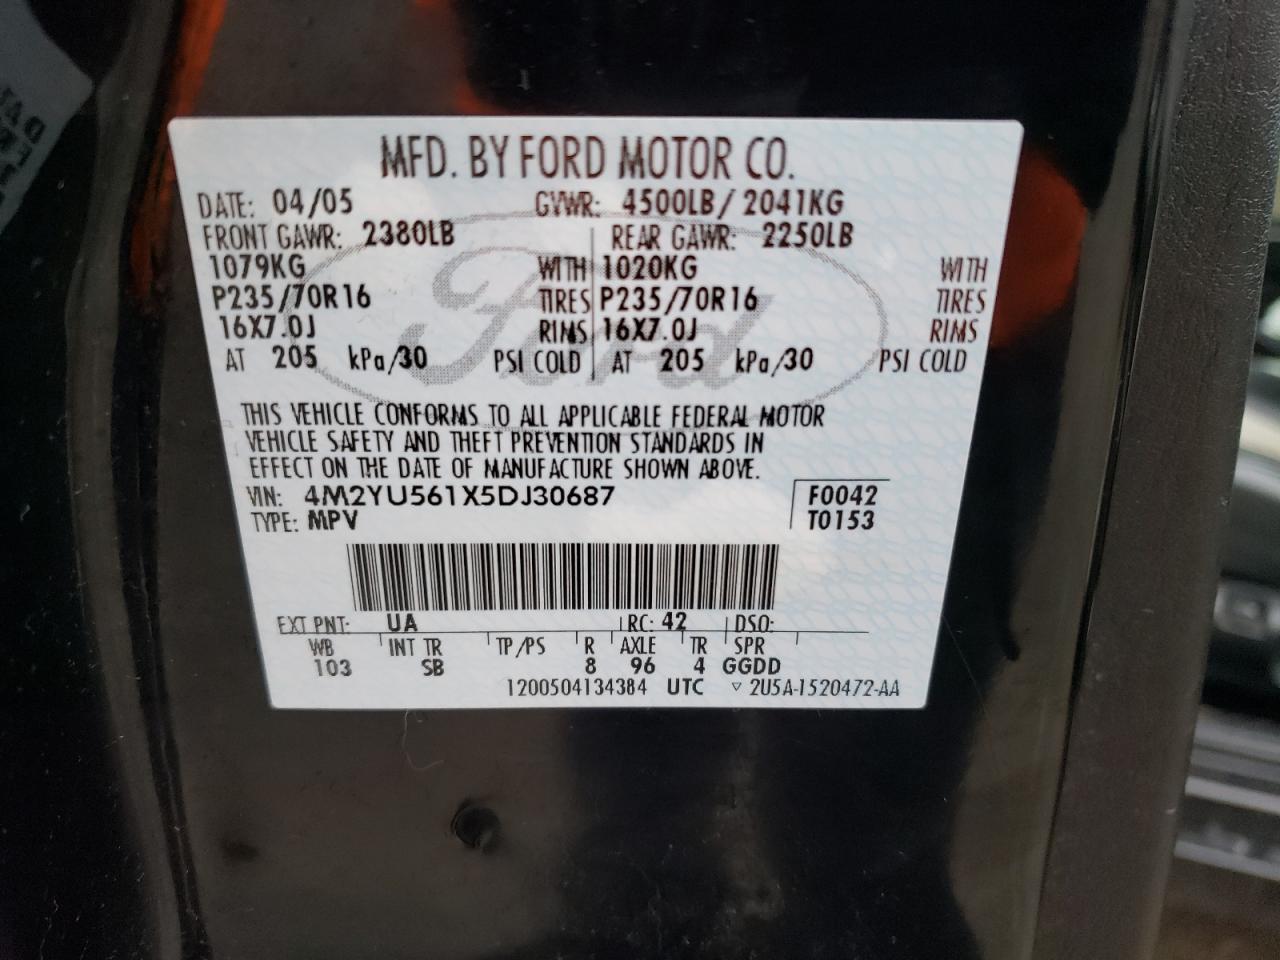 MFD. BY FORD MOTOR CO.
DATE: 04/05 GVWR: 4500LB/ 2041KG
FRONT GAWR: 2380LB REAR GAWR: 2250LB
1079KG WITH 1020KG WITH
P235/70R16 TIRES P235/70R16 TIRES
16X7.0J RIMS 16X7.0J RIMS
AT 205 kPa/30 PSI COLD AT 205 kPa/30 PSI COLD
Ford
THIS VEHICLE CONFORMS TO ALL APPLICABLE FEDERAL MOTOR
VEHICLE SAFETY AND THEFT PREVENTION STANDARDS IN
EFFECT ON THE DATE OF MANUFACTURE SHOWN ABOVE.
VIN: 4M2YU561X5DJ30687 F0042
TYPE: MPV T0153
EXT PNT: UA RC: 42 DSO:
WB INT TR TP/PS R AXLE TR SPR
103 SB 8 96 4 GGDD
1200504134384 UTC ▽ 2U5A-1520472-AA